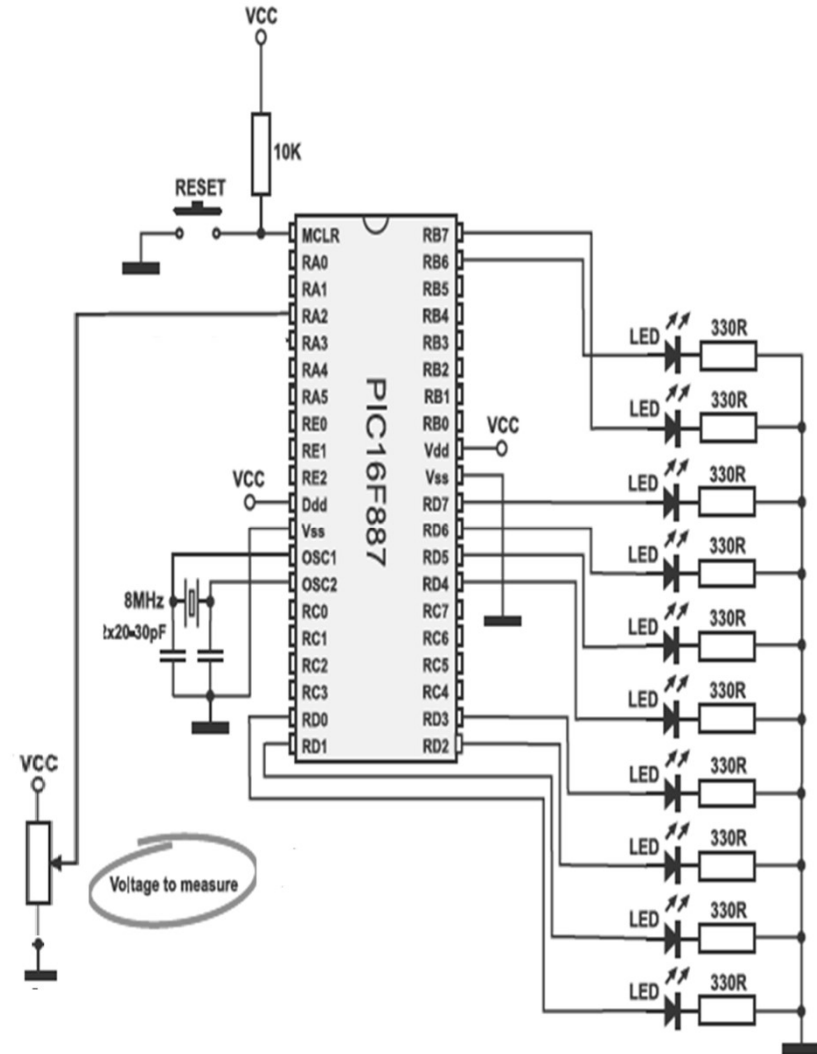 VCC
10K
RESET
MCLR
RA0
RA1
RA2
RA3
RA4
RA5
RE0
RE1
RE2
Ddd
Vss
OSC1
OSC2
RC0
RC1
RC2
RC3
RD0
RD1
PIC16F887
RB7
RB6
RB5
RB4
RB3
RB2
RB1
RB0
Vdd
Vss
RD7
RD6
RD5
RD4
RC7
RC6
RC5
RC4
RD3
RD2
VCC
VCC
8MHz
x20-30pF
VCC
Voltage to measure
LED 330R
LED 330R
LED 330R
LED 330R
LED 330R
LED 330R
LED 330R
LED 330R
LED 330R
LED 330R